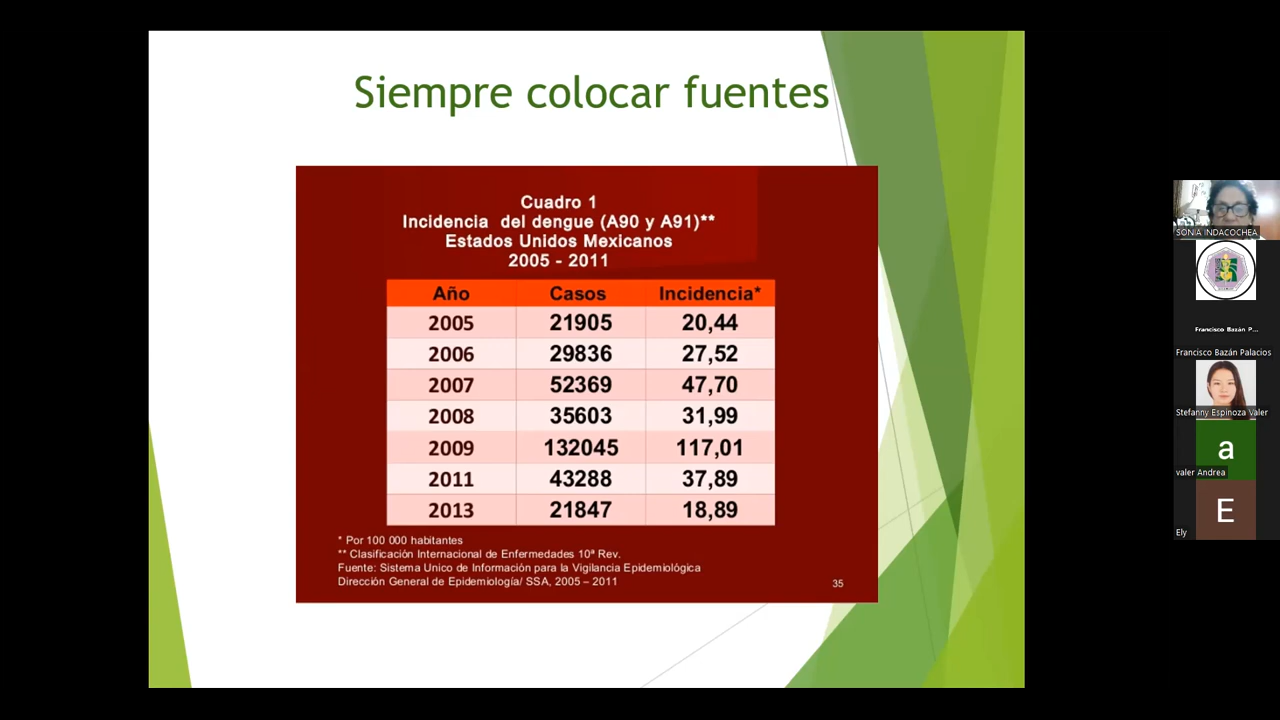 Siempre colocar fuentes
Cuadro 1
Incidencia del dengue (A90 y A91)**
Estados Unidos Mexicanos
2005 - 2011
Año Casos Incidencia*
2005 21905 20,44
2006 29836 27,52
2007 52369 47,70
2008 35603 31,99
2009 132045 117,01
2011 43288 37,89
2013 21847 18,89
* Por 100 000 habitantes
** Clasificación Internacional de Enfermedades 10ª Rev.
Fuente: Sistema Unico de Información para la Vigilancia Epidemiológica
Dirección General de Epidemiología/ SSA, 2005 – 2011
35
SONIA INDACOCHEA
Francisco Bazán P...
Francisco Bazán Palacios
Stefanny Espinoza Valer
a
valer Andrea
E
Ely